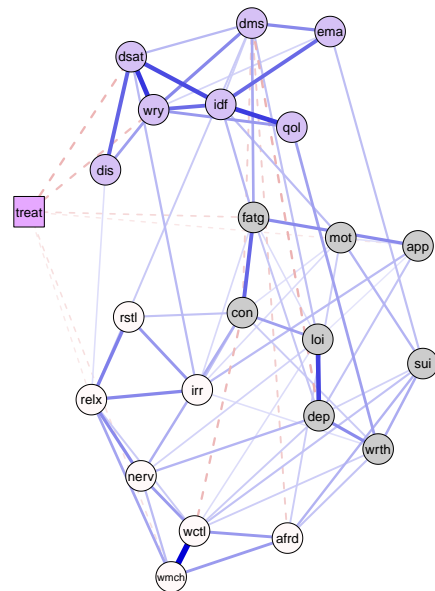 dms
ema
dsat
idf
wry
qol
dis
treat
fatg
mot
app
rstl
con
loi
sui
irr
relx
dep
wrth
nerv
wctl
afrd
wmch